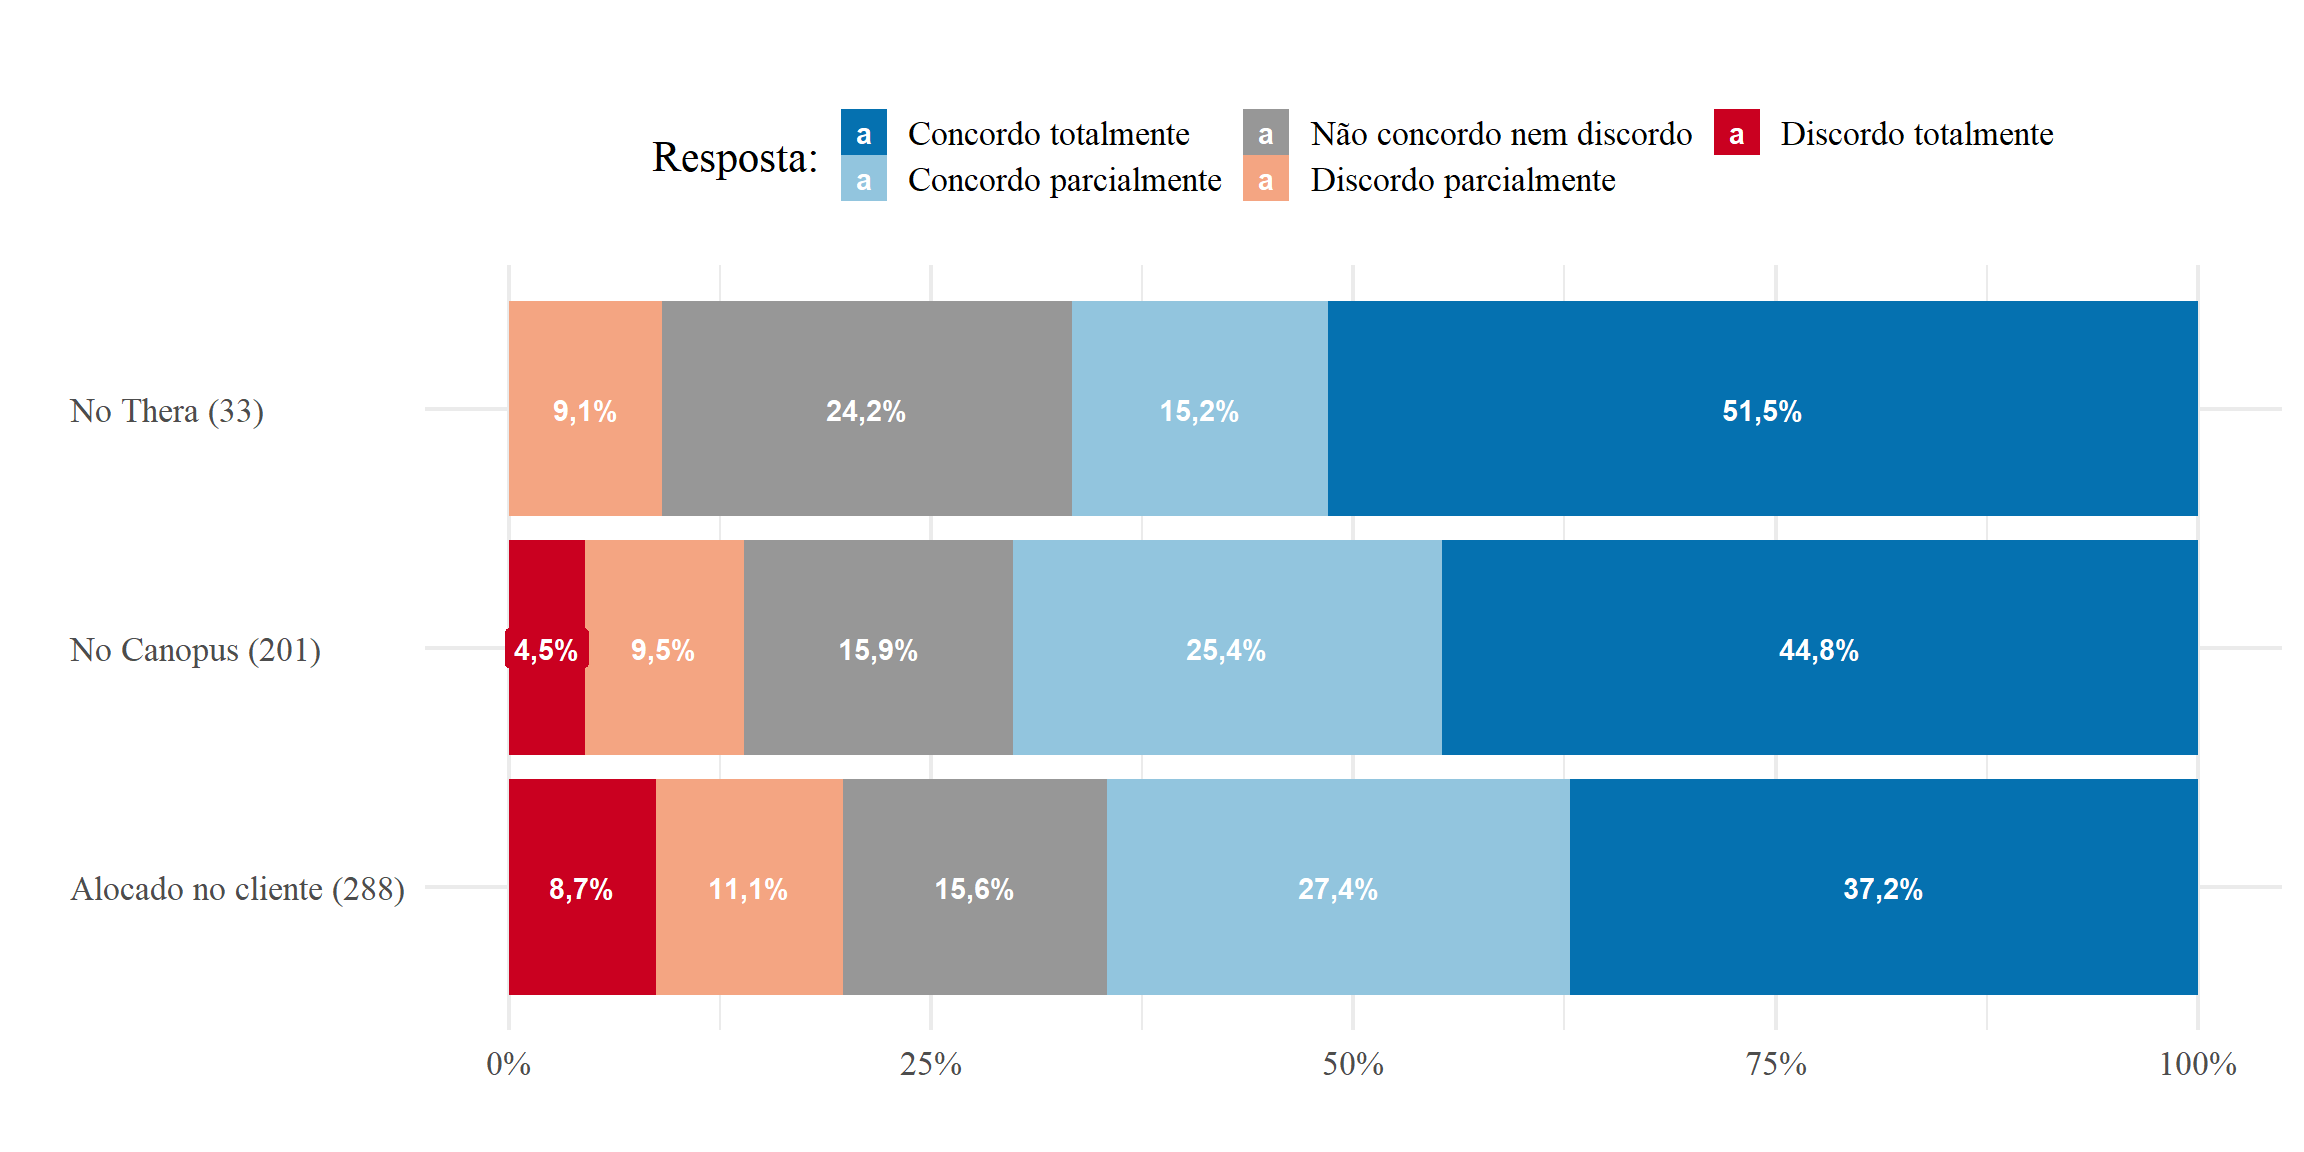 Resposta:
a Concordo totalmente
a Não concordo nem discordo
a Discordo totalmente
a Concordo parcialmente
a Discordo parcialmente
No Thera (33)
9,1% 24,2% 15,2% 51,5%
No Canopus (201)
4,5% 9,5% 15,9% 25,4% 44,8%
Alocado no cliente (288)
8,7% 11,1% 15,6% 27,4% 37,2%
0% 25% 50% 75% 100%